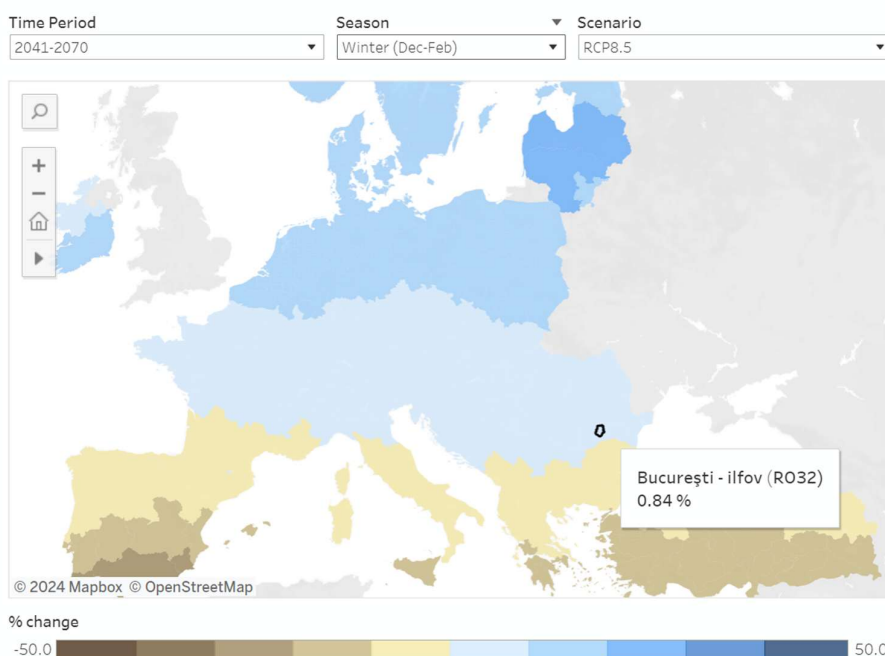 Time Period
Season
Scenario
2041-2070
Winter (Dec-Feb)
RCP8.5
Bucureşti - ilfov (RO32)
0.84 %
© 2024 Mapbox © OpenStreetMap
% change
-50.0
50.0